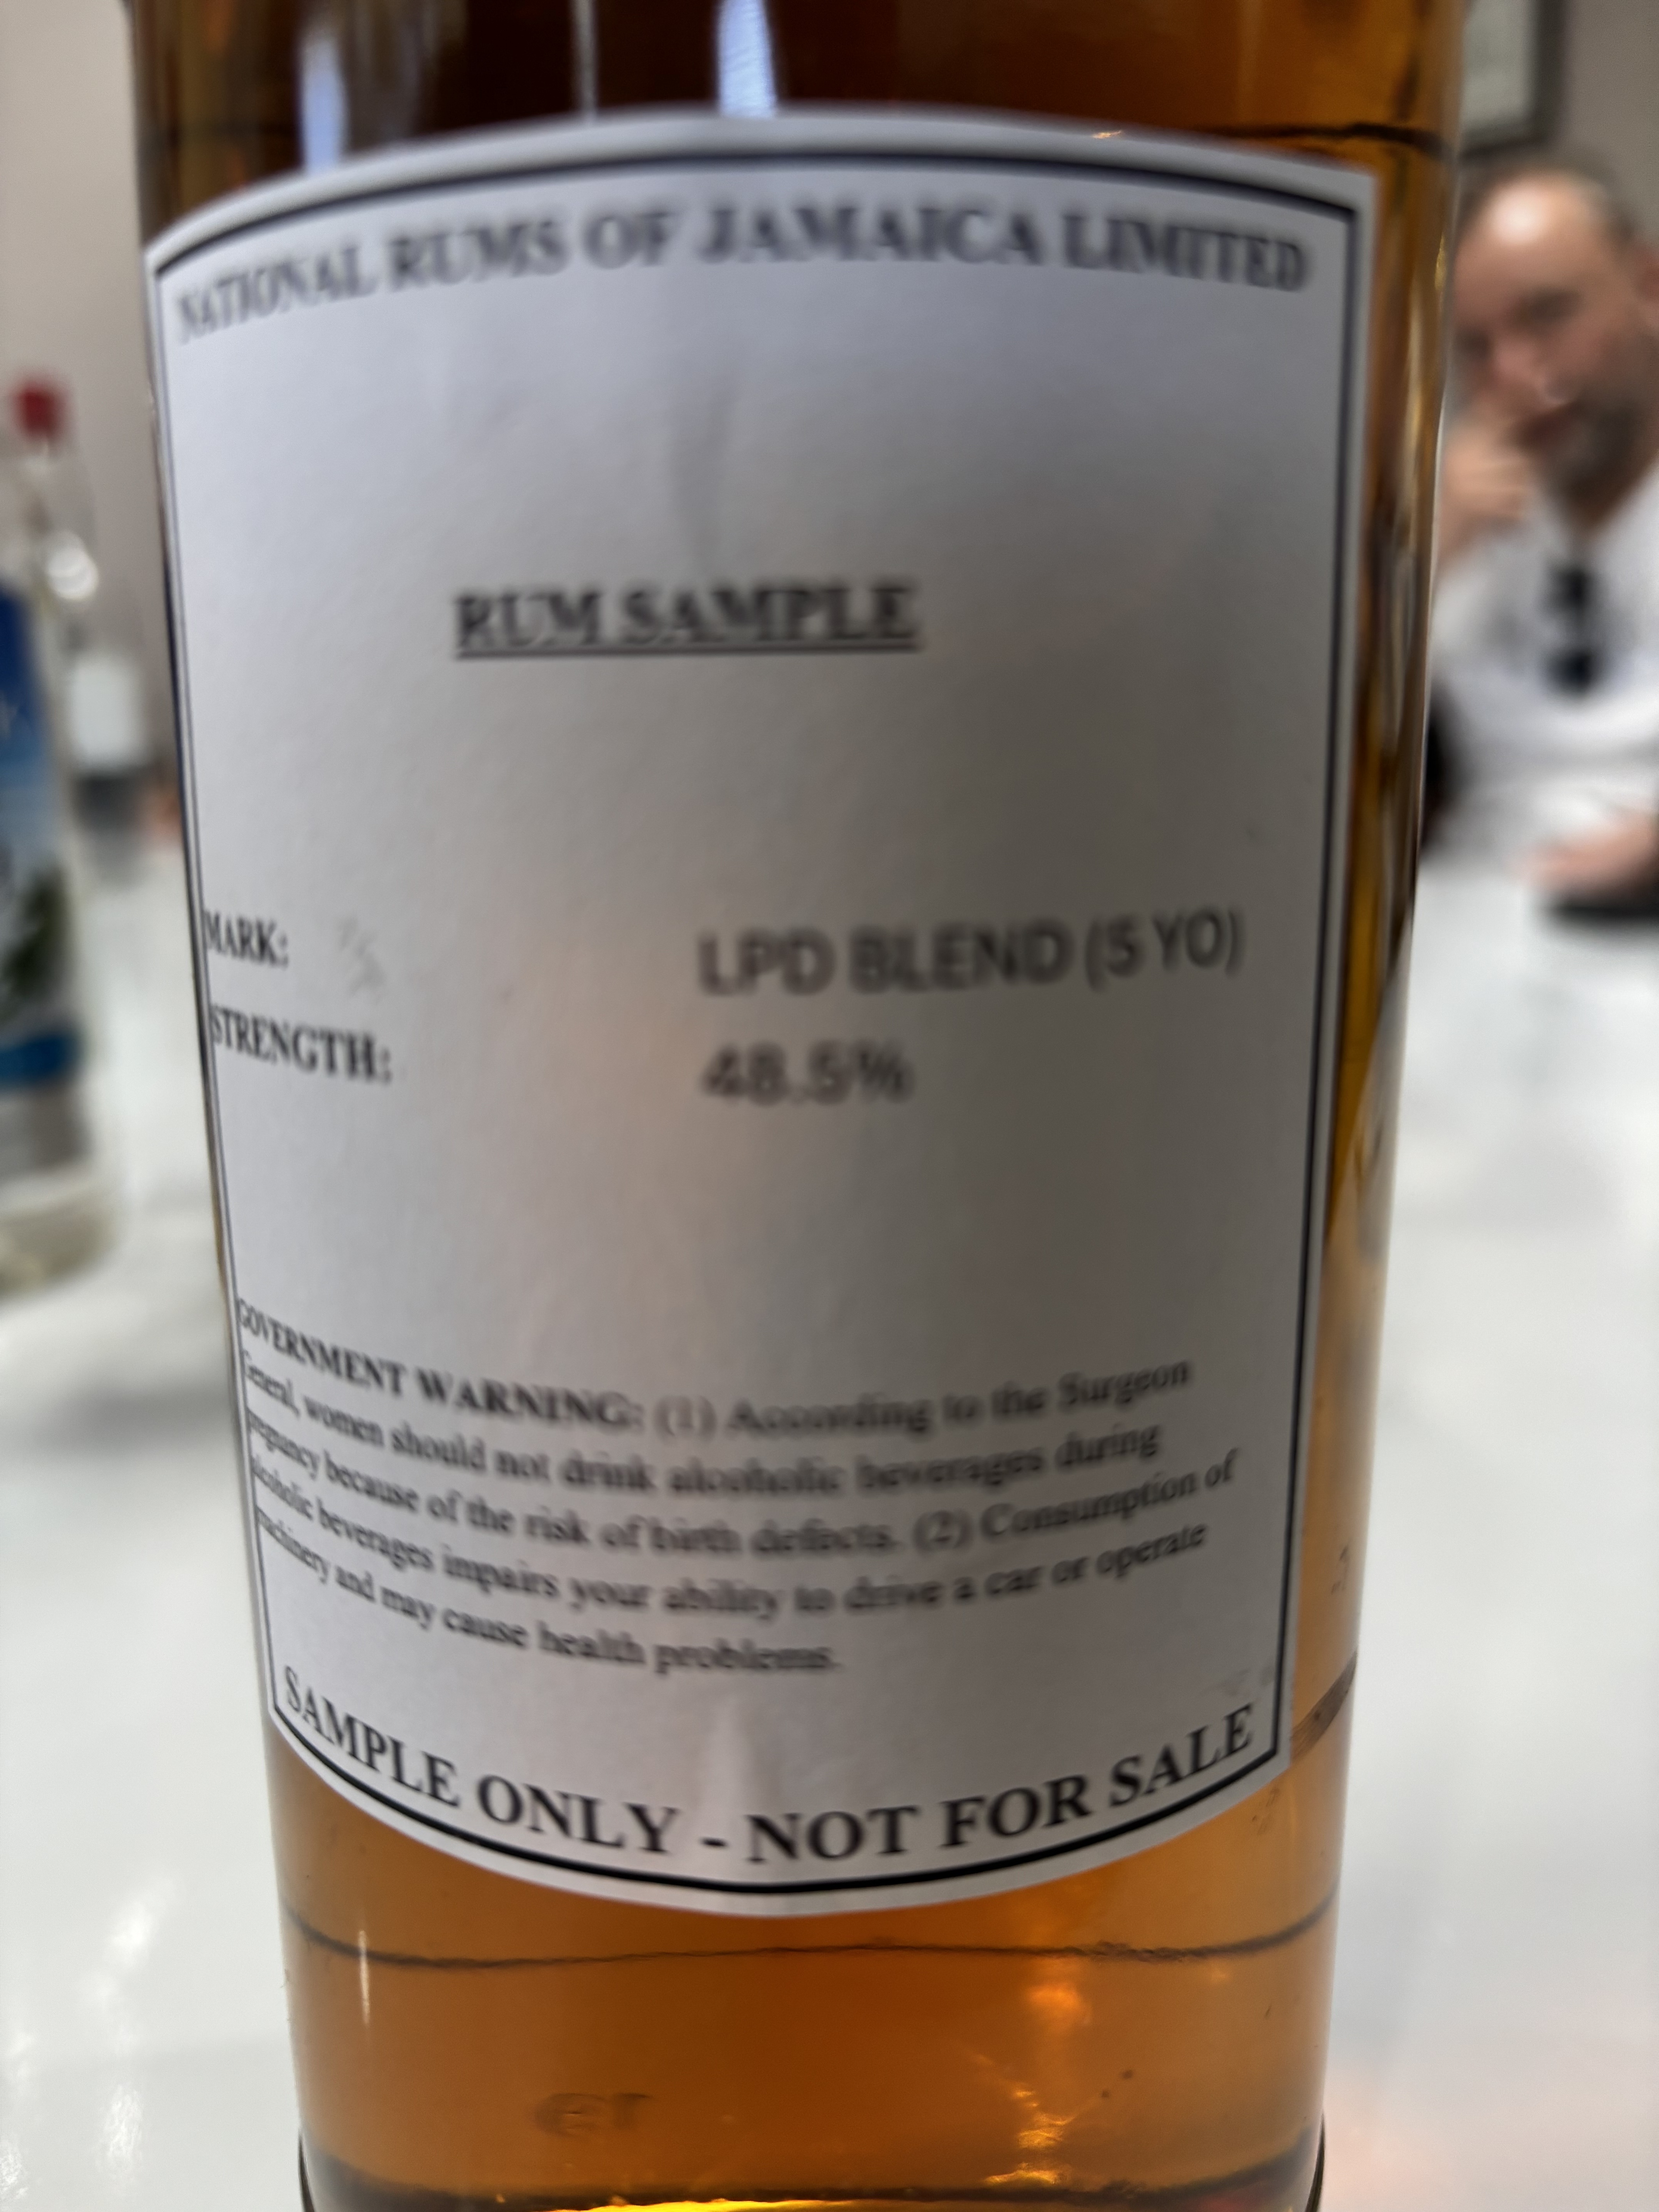 NATIONAL RUMS OF JAMAICA LIMITED
RUM SAMPLE
MARK: LPD BLEND (5 YO)
STRENGTH: 48.5%
GOVERNMENT WARNING: (1) According to the Surgeon
General, women should not drink alcoholic beverages during
pregnancy because of the risk of birth defects. (2) Consumption of
alcoholic beverages impairs your ability to drive a car or operate
machinery and may cause health problems.
SAMPLE ONLY - NOT FOR SALE